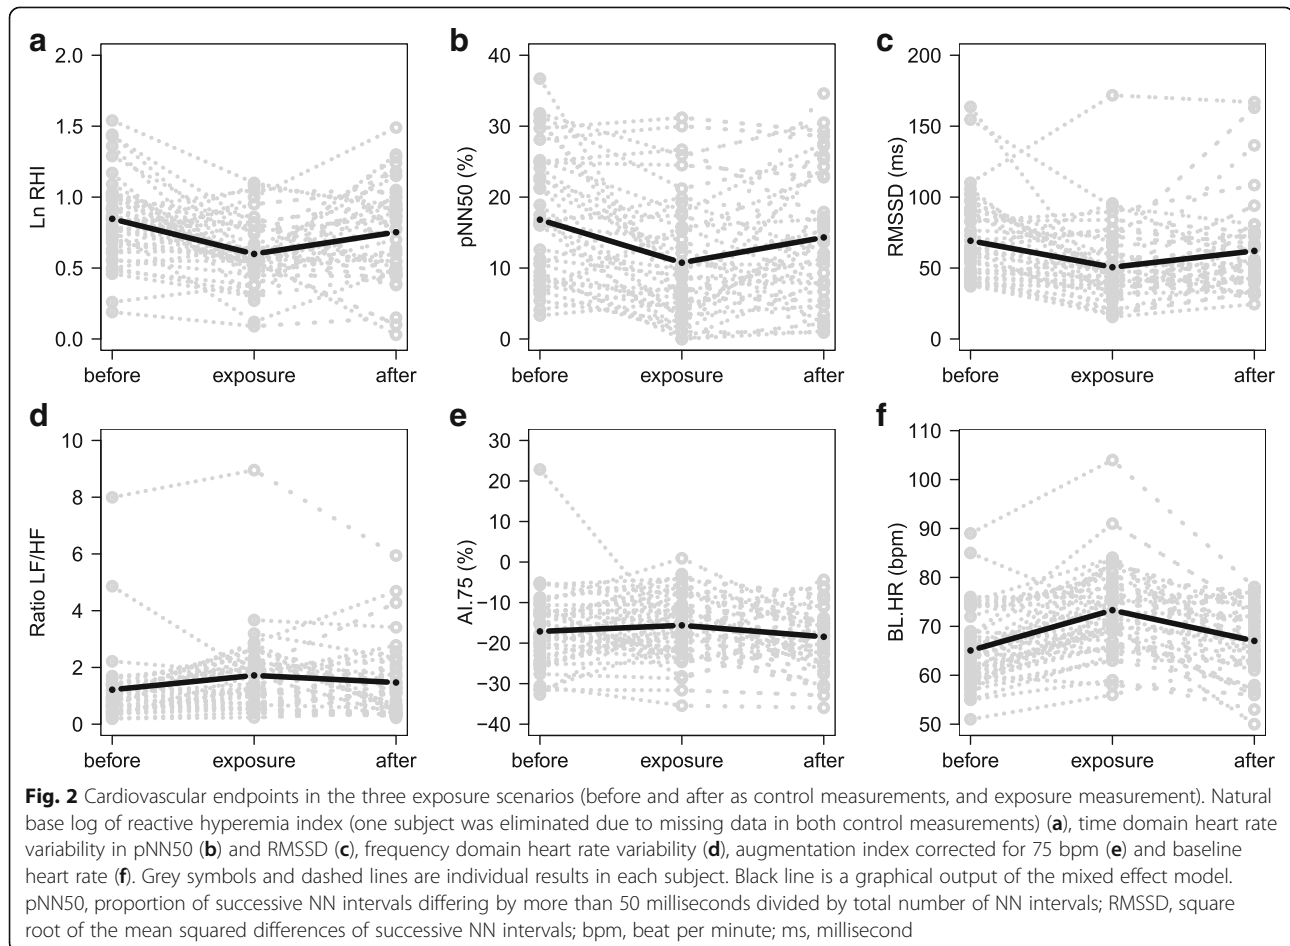 a
b
c
2.0
1.5
1.0
0.5
0.0
Ln RHI
before exposure after
40
30
20
10
0
pNN50 (%)
before exposure after
200
150
100
50
0
RMSSD (ms)
before exposure after
d
e
f
10
8
6
4
2
0
Ratio LF/HF
before exposure after
30
20
10
0
−10
−20
−30
−40
AI.75 (%)
before exposure after
110
100
90
80
70
60
50
BL.HR (bpm)
before exposure after
Fig. 2 Cardiovascular endpoints in the three exposure scenarios (before and after as control measurements, and exposure measurement). Natural
base log of reactive hyperemia index (one subject was eliminated due to missing data in both control measurements) (a), time domain heart rate
variability in pNN50 (b) and RMSSD (c), frequency domain heart rate variability (d), augmentation index corrected for 75 bpm (e) and baseline
heart rate (f). Grey symbols and dashed lines are individual results in each subject. Black line is a graphical output of the mixed effect model.
pNN50, proportion of successive NN intervals differing by more than 50 milliseconds divided by total number of NN intervals; RMSSD, square
root of the mean squared differences of successive NN intervals; bpm, beat per minute; ms, millisecond